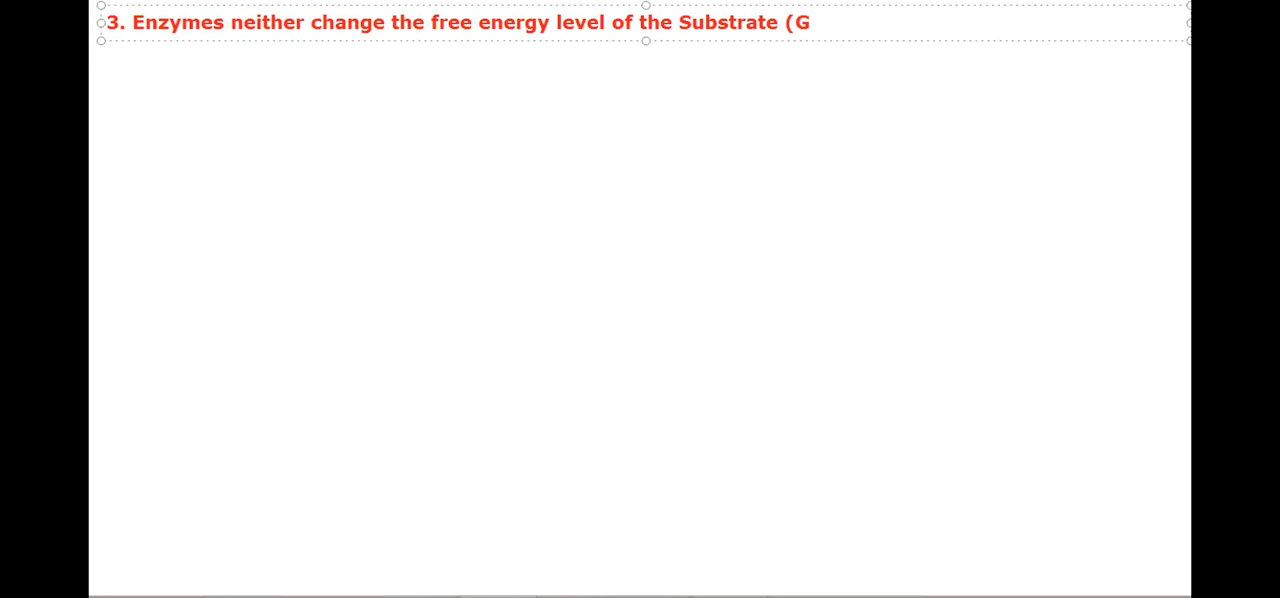 3. Enzymes neither change the free energy level of the Substrate (G